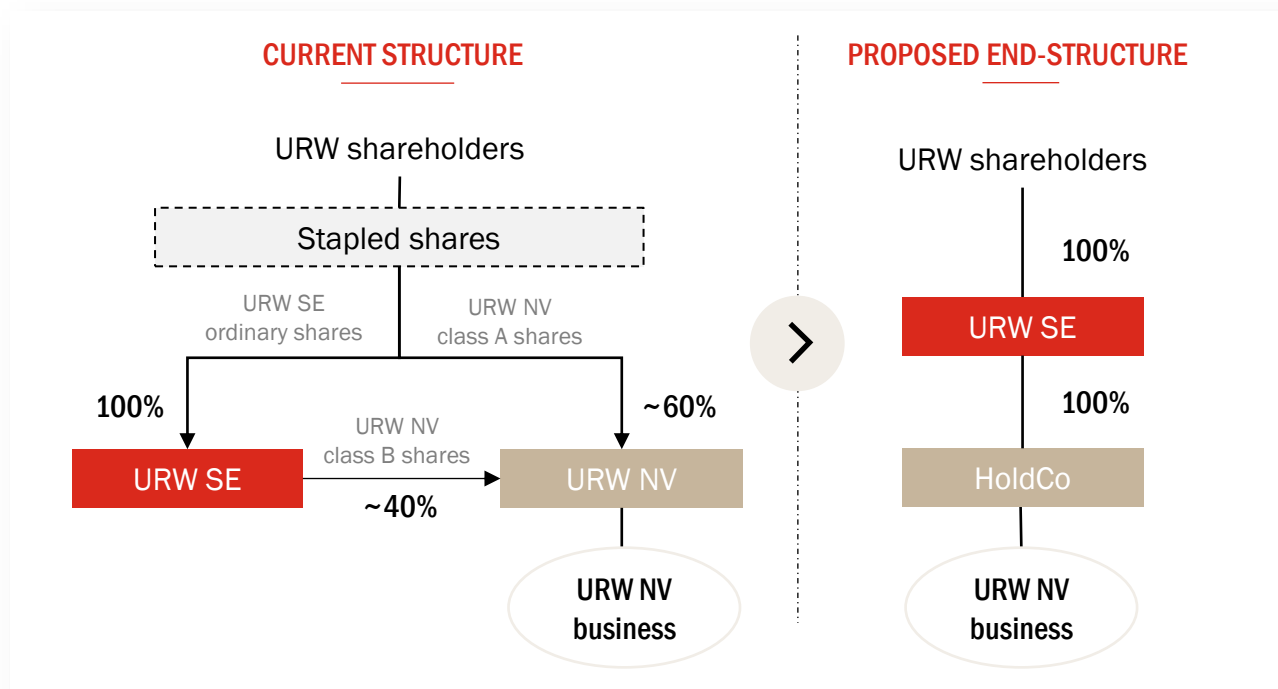 CURRENT STRUCTURE
URW shareholders
Stapled shares
URW SE
ordinary shares
URW NV
class A shares
100%
~60%
URW NV
class B shares
URW SE
~40%
URW NV
URW NV
business
PROPOSED END-STRUCTURE
URW shareholders
100%
URW SE
100%
HoldCo
URW NV
business